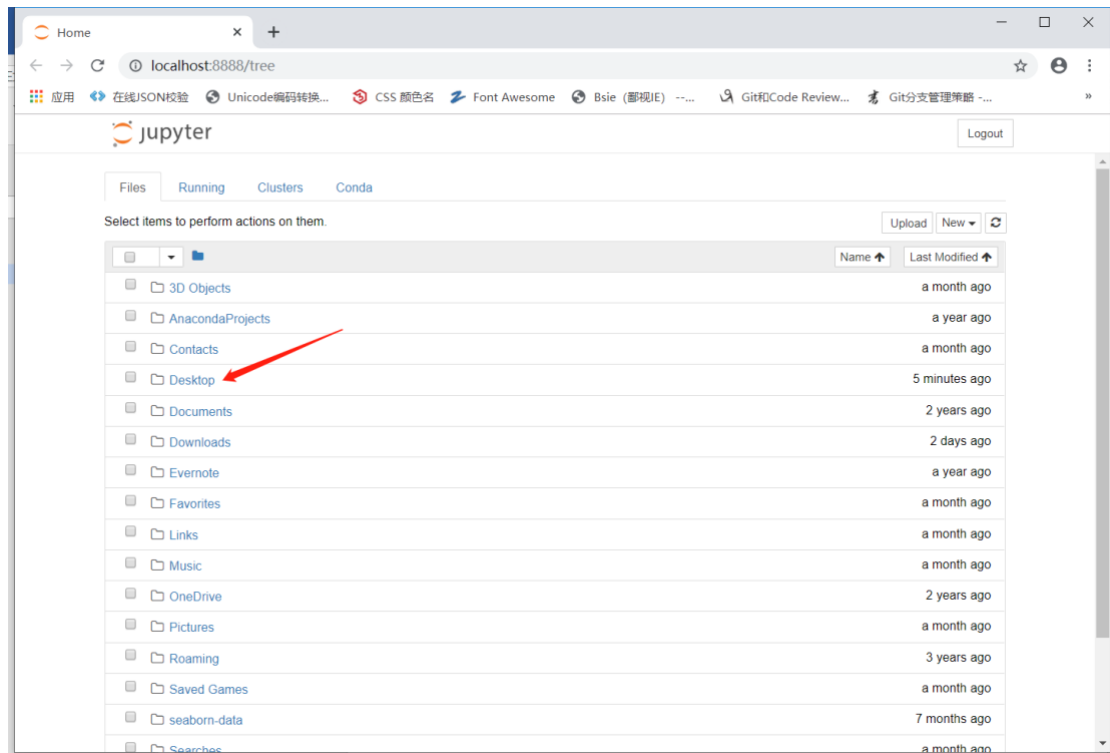 Home
localhost:8888/tree
应用 在线JSON校验 Unicode编码转换... CSS 颜色名 Font Awesome Bsie (鄙视IE) --... Git和Code Review... Git分支管理策略 -... »
jupyter Logout
Files Running Clusters Conda
Select items to perform actions on them. Upload New
Name Last Modified
3D Objects a month ago
AnacondaProjects a year ago
Contacts a month ago
Desktop 5 minutes ago
Documents 2 years ago
Downloads 2 days ago
Evernote a year ago
Favorites a month ago
Links a month ago
Music a month ago
OneDrive 2 years ago
Pictures a month ago
Roaming 3 years ago
Saved Games a month ago
seaborn-data 7 months ago
Searches a month ago